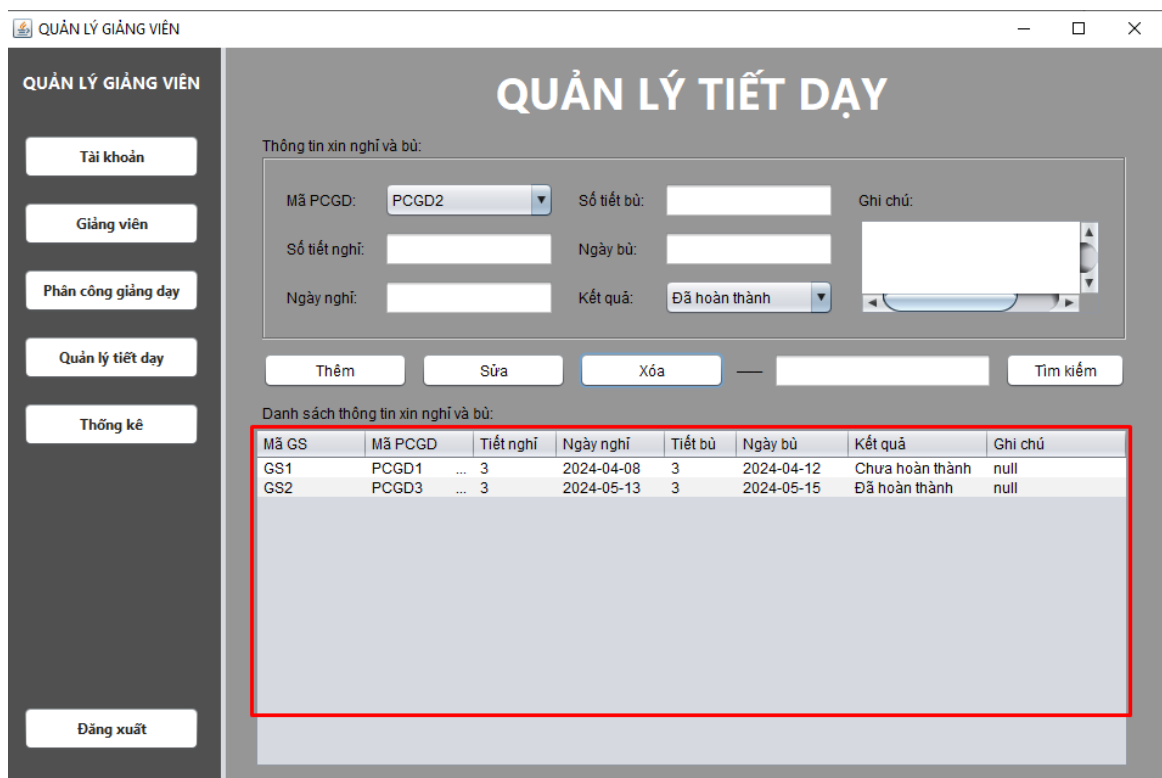 QUẢN LÝ GIẢNG VIÊN
QUẢN LÝ GIẢNG VIÊN
Tài khoản
Giảng viên
Phân công giảng dạy
Quản lý tiết dạy
Thống kê
Đăng xuất
QUẢN LÝ TIẾT DẠY
Thông tin xin nghỉ và bù:
Mã PCGD: PCGD2 Số tiết bù: Ghi chú:
Số tiết nghỉ: Ngày bù:
Ngày nghỉ: Kết quả: Đã hoàn thành
Thêm Sửa Xóa Tìm kiếm
Danh sách thông tin xin nghỉ và bù:
Mã GS Mã PCGD Tiết nghỉ Ngày nghỉ Tiết bù Ngày bù Kết quả Ghi chú
GS1 PCGD1 ... 3 2024-04-08 3 2024-04-12 Chưa hoàn thành null
GS2 PCGD3 ... 3 2024-05-13 3 2024-05-15 Đã hoàn thành null